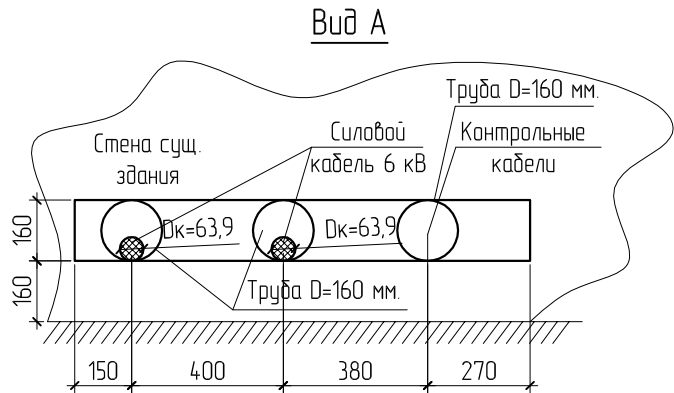 Вид А
Труба D=160 мм.
Стена сущ.
здания
Силовой
кабель 6 кВ
Контрольные
кабели
Dк=63,9
Dк=63,9
160
160
Труба D=160 мм.
150
400
380
270